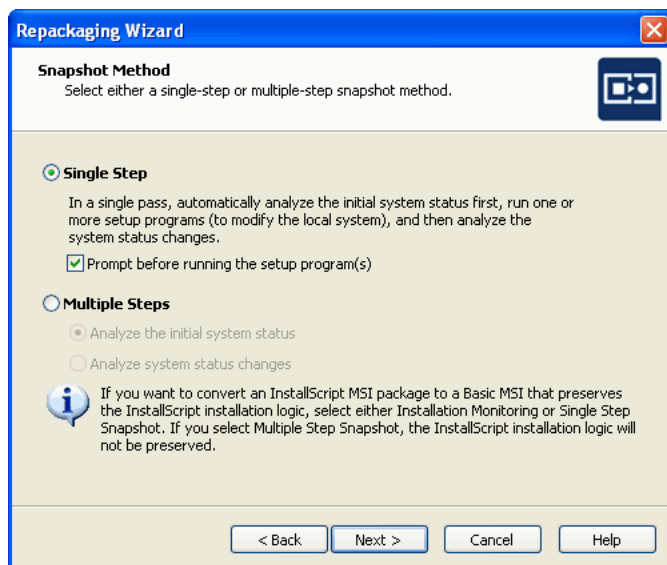 Repackaging Wizard
Snapshot Method
Select either a single-step or multiple-step snapshot method.
Single Step
In a single pass, automatically analyze the initial system status first, run one or
more setup programs (to modify the local system), and then analyze the
system status changes.
Prompt before running the setup program(s)
Multiple Steps
Analyze the initial system status
Analyze system status changes
If you want to convert an InstallScript MSI package to a Basic MSI that preserves
the InstallScript installation logic, select either Installation Monitoring or Single Step
Snapshot. If you select Multiple Step Snapshot, the InstallScript installation logic will
not be preserved.
< Back Next > Cancel Help